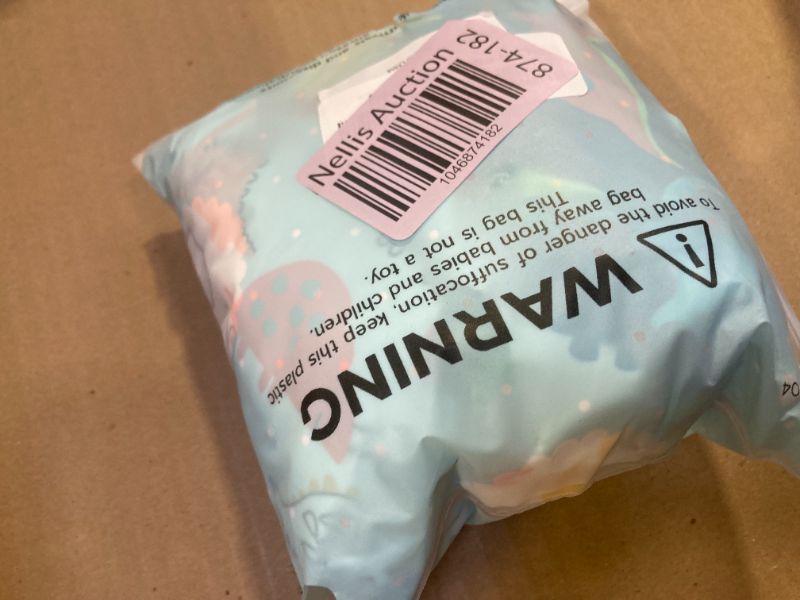 Nellis Auction
874-182
1046874182
WARNING
To avoid the danger of suffocation, keep this plastic
bag away from babies and children.
This bag is not a toy.
04